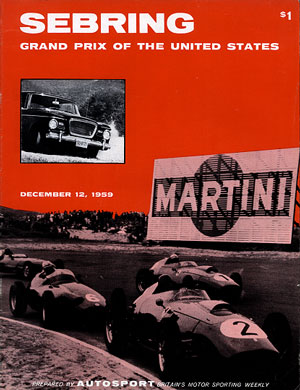 SEBRING
$1
GRAND PRIX OF THE UNITED STATES
DECEMBER 12, 1959
MARTINI
2
PREPARED BY AUTOSPORT BRITAIN'S MOTOR SPORTING WEEKLY